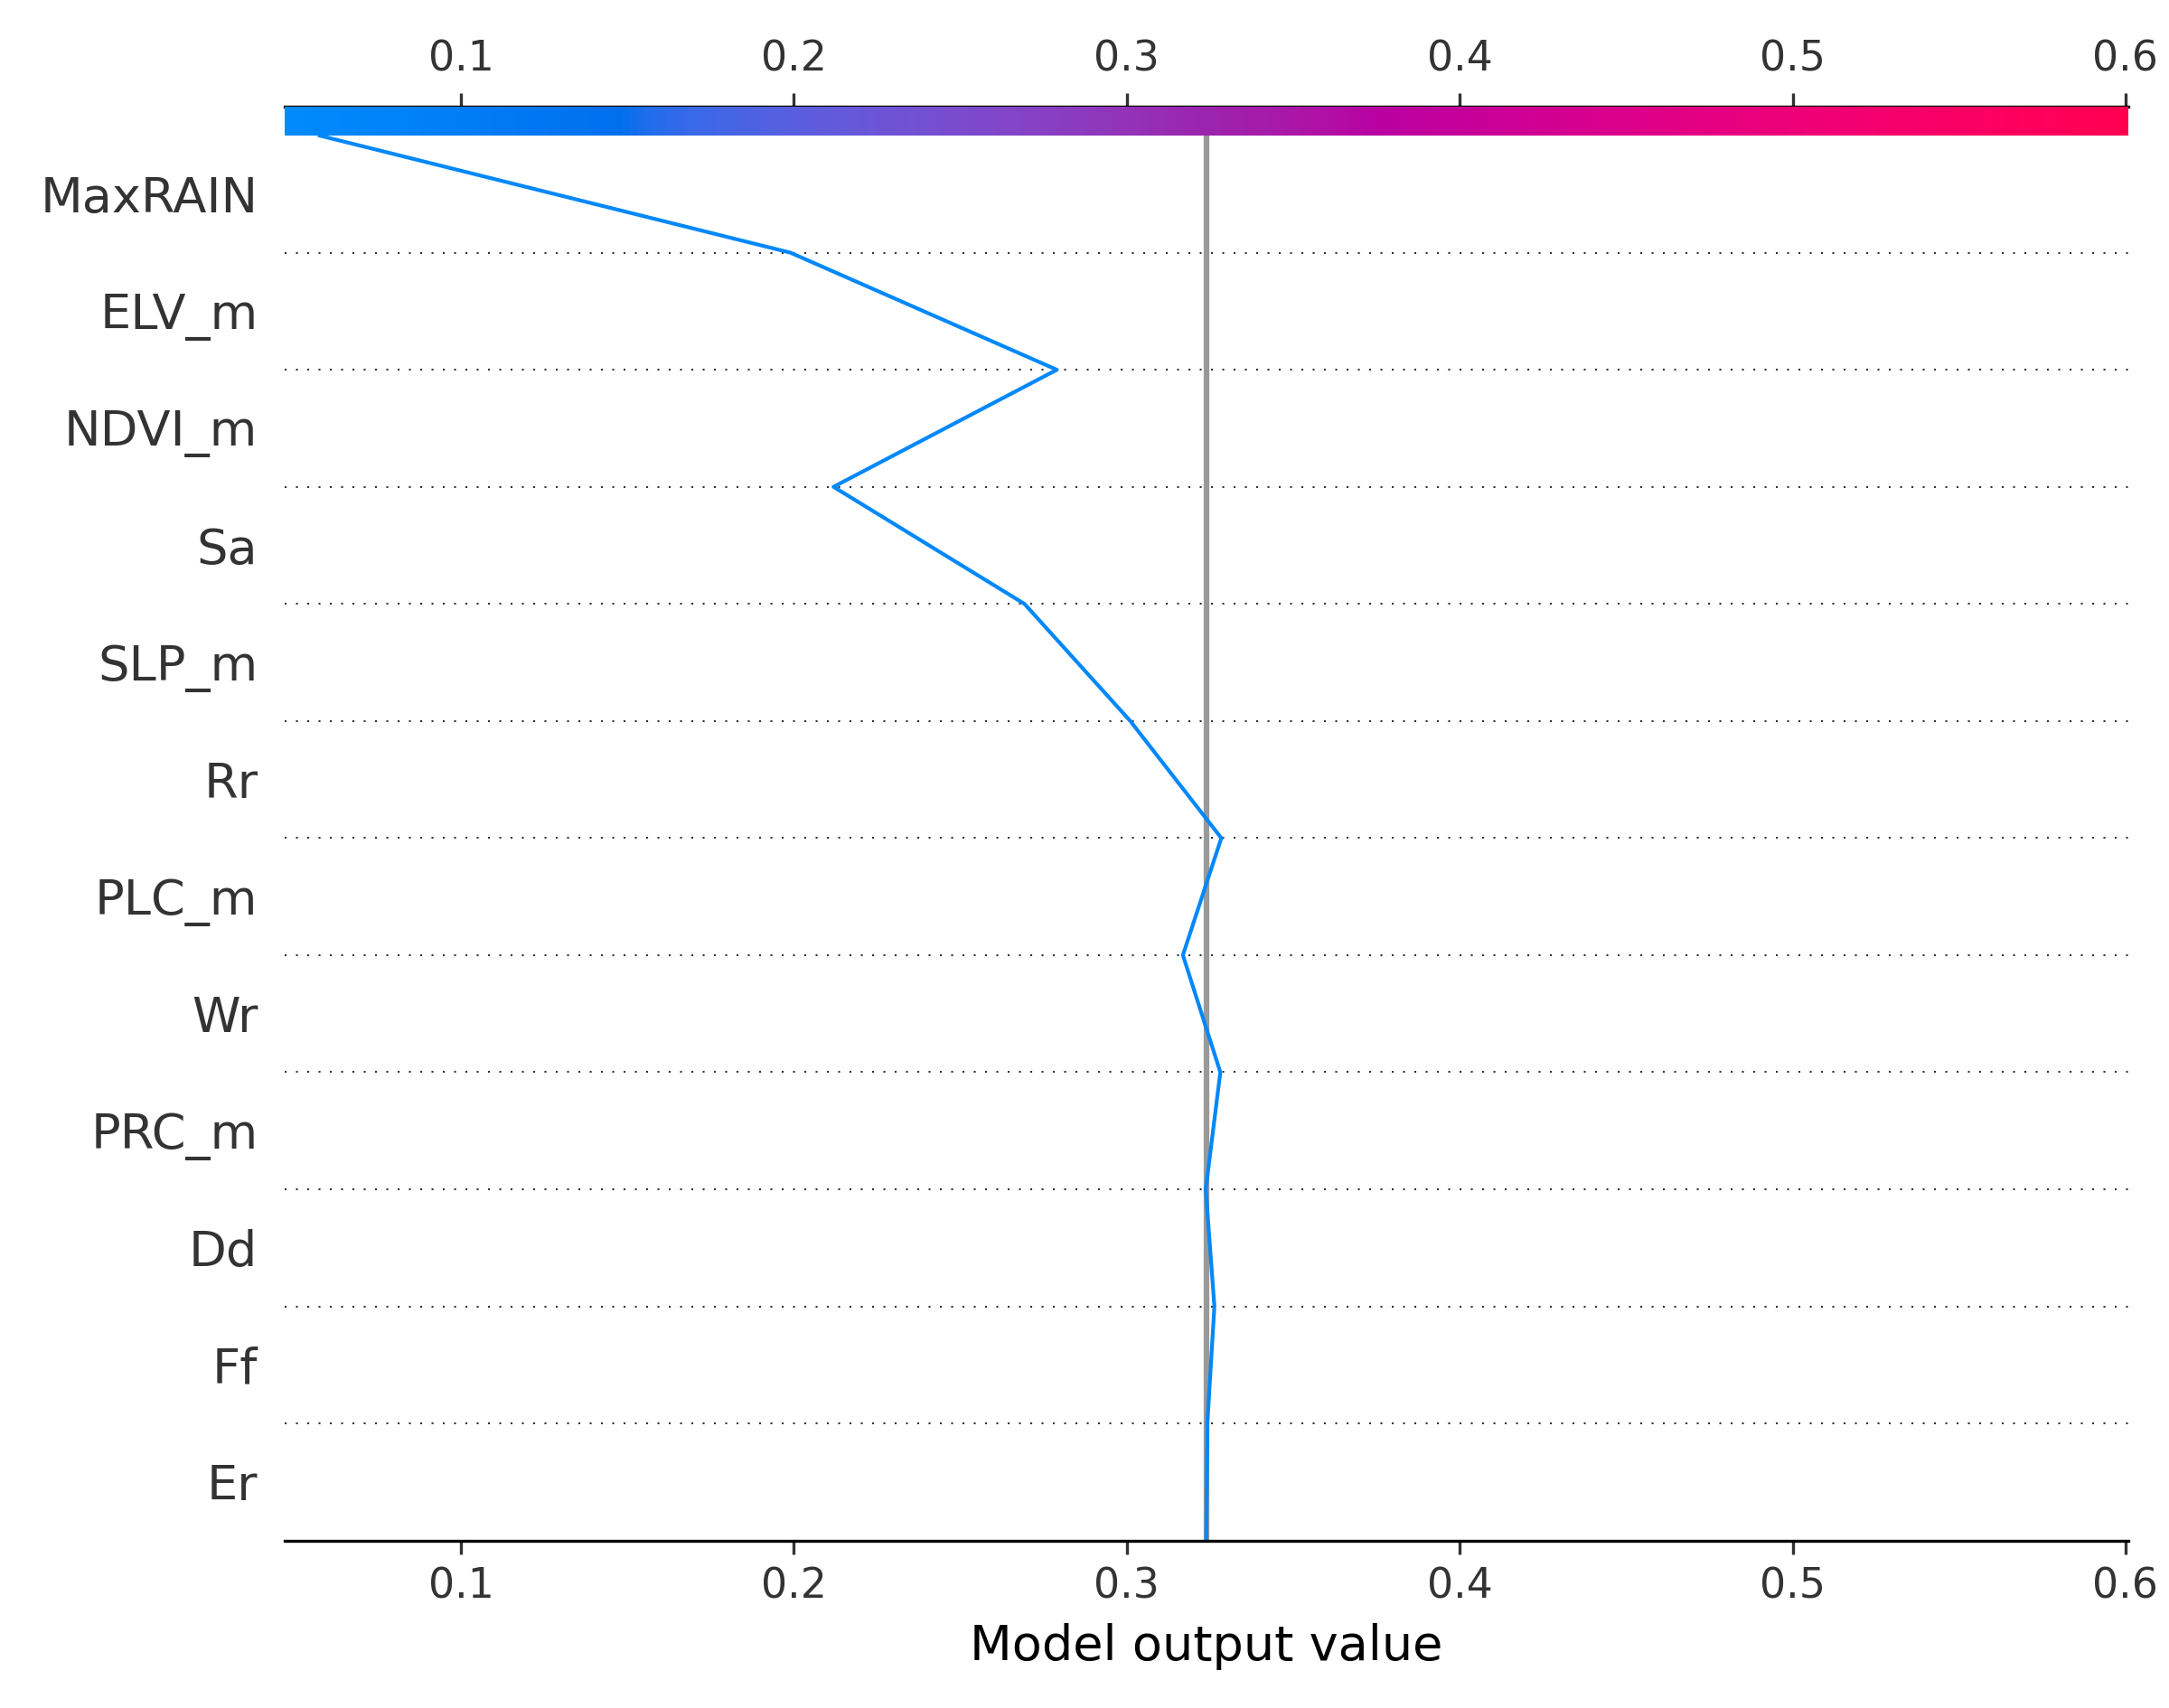 0.1 0.2 0.3 0.4 0.5 0.6
MaxRAIN
ELV_m
NDVI_m
Sa
SLP_m
Rr
PLC_m
Wr
PRC_m
Dd
Ff
Er
0.1 0.2 0.3 0.4 0.5 0.6
Model output value